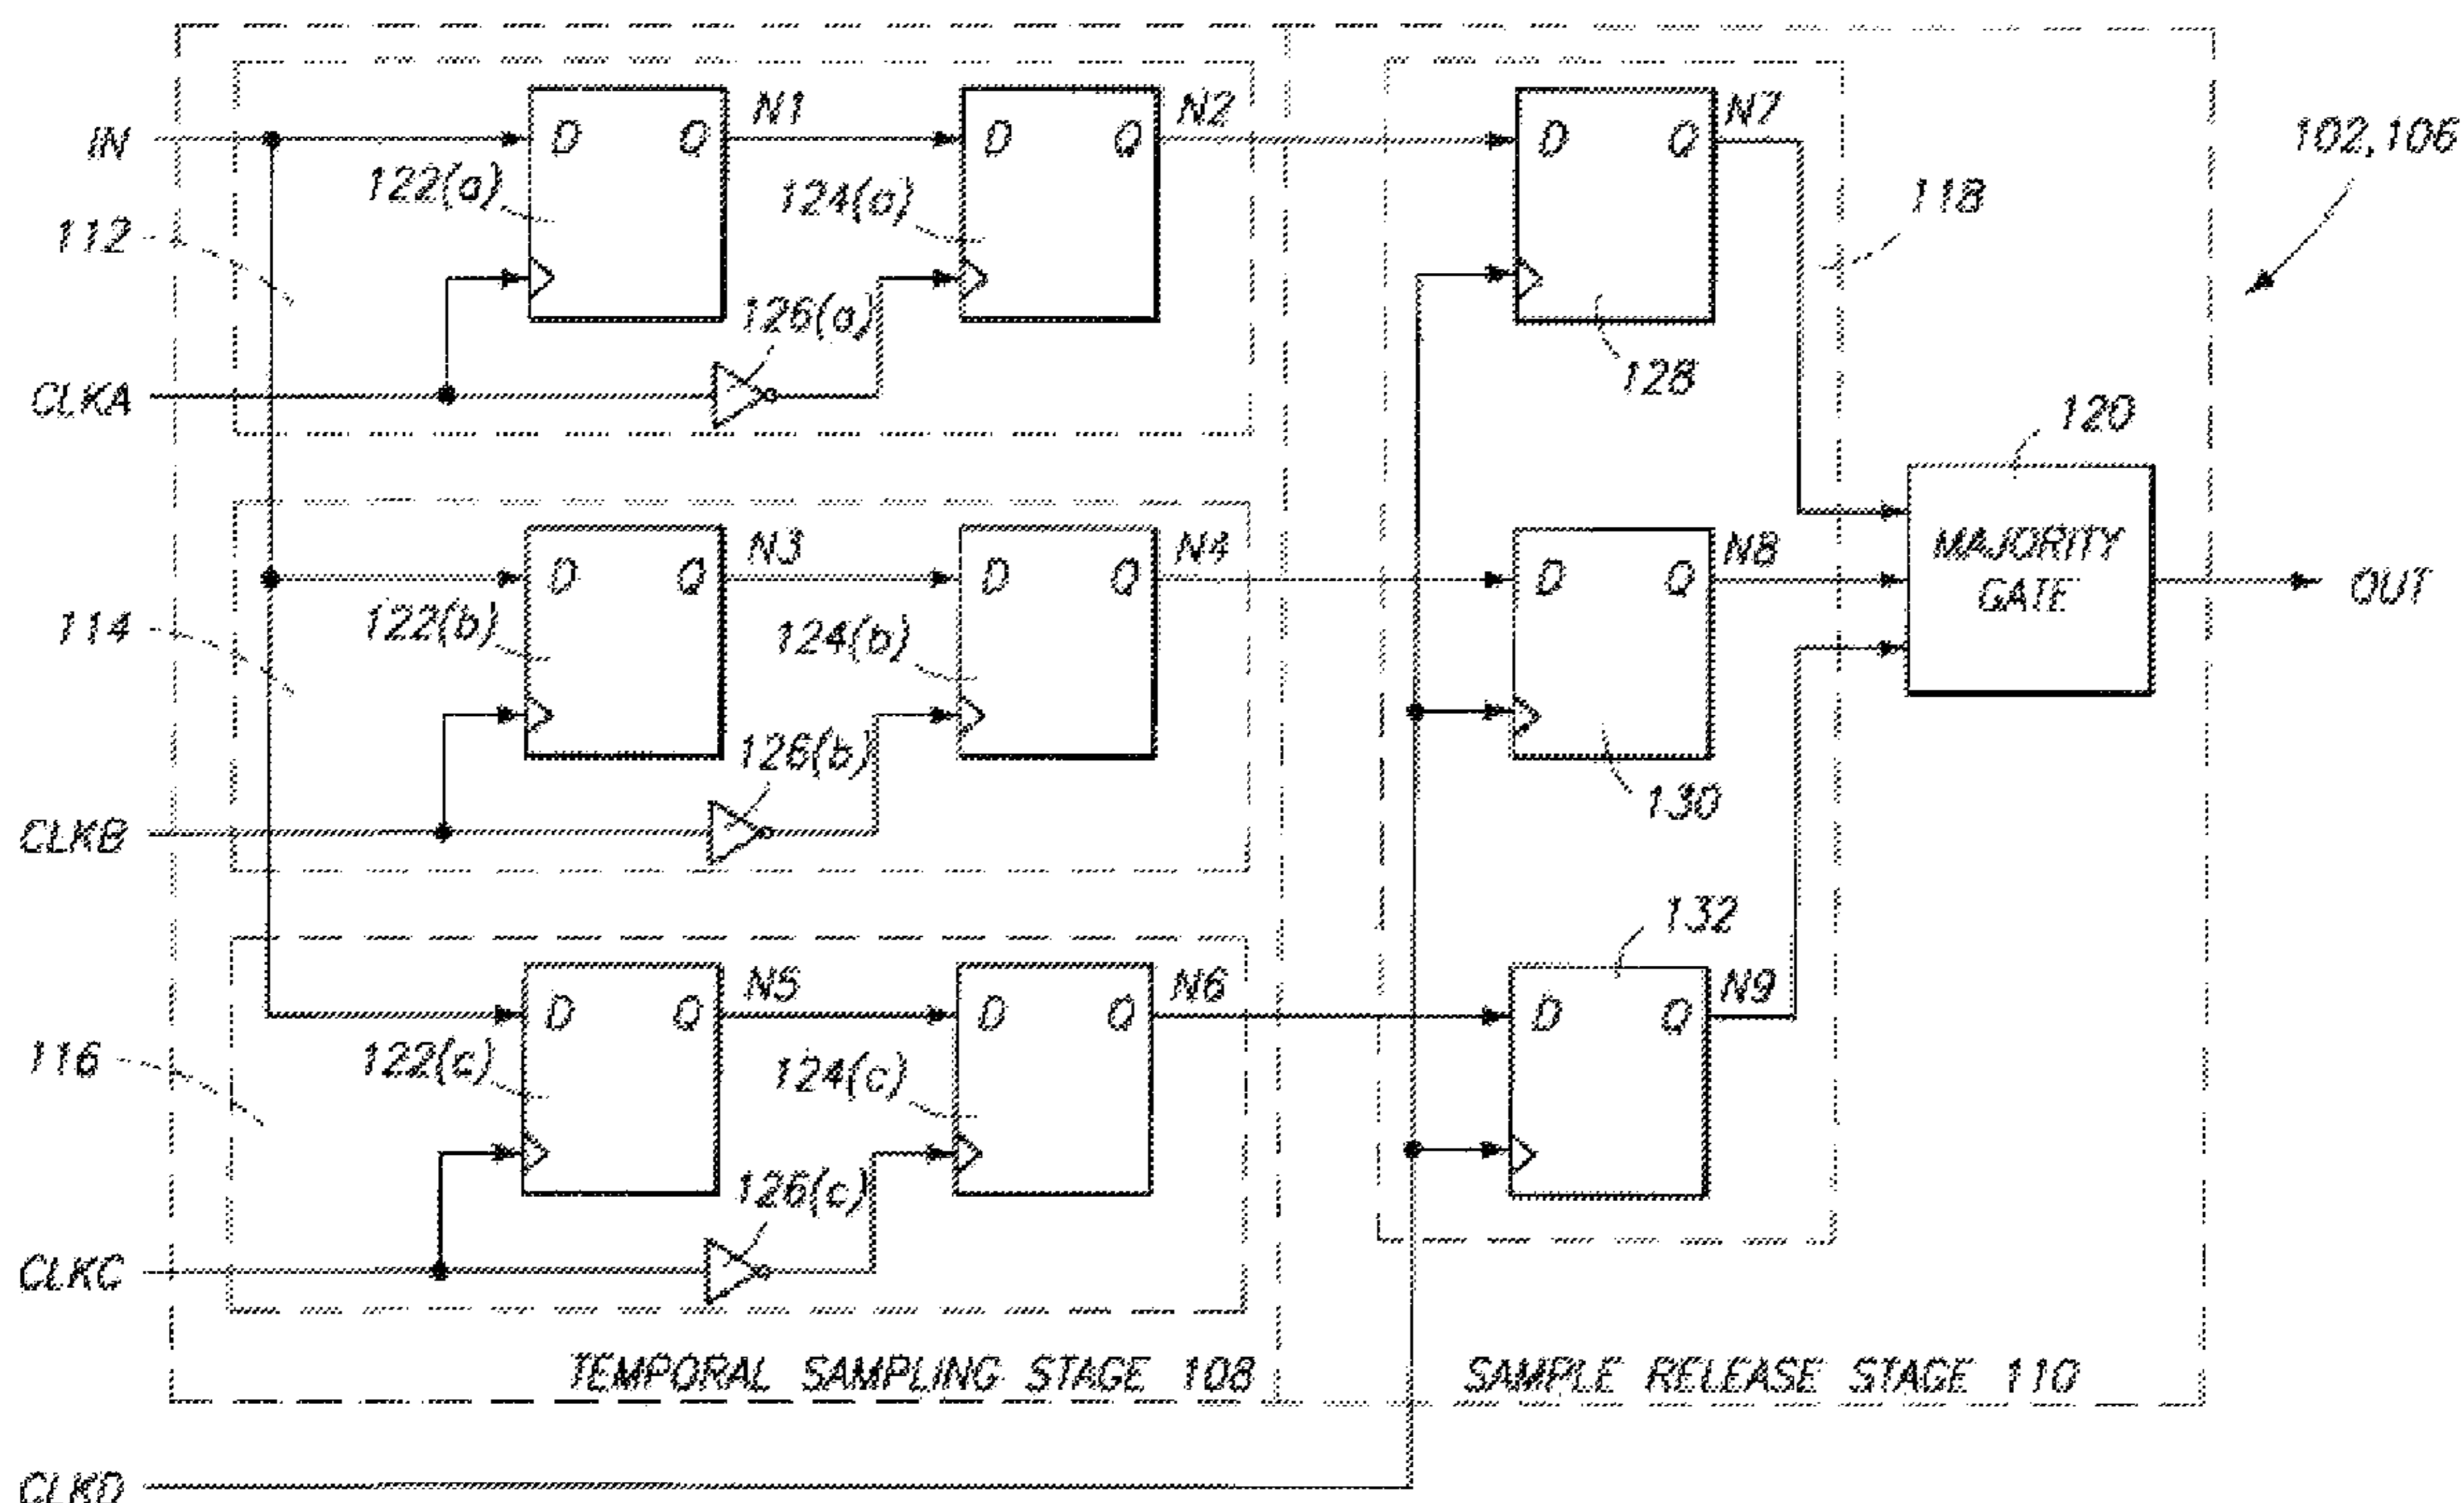 IN
112
CLKA
D Q
N1
122(a)
D Q
N2
124(a)
126(a)
D Q
N7
128
118
102,106
120
MAJORITY
GATE
OUT
114
CLKB
D Q
N3
122(b)
D Q
N4
124(b)
126(b)
D Q
N8
130
116
CLKC
D Q
N5
122(c)
D Q
N6
124(c)
126(c)
D Q
N9
132
TEMPORAL SAMPLING STAGE 108
SAMPLE RELEASE STAGE 110
CLKD